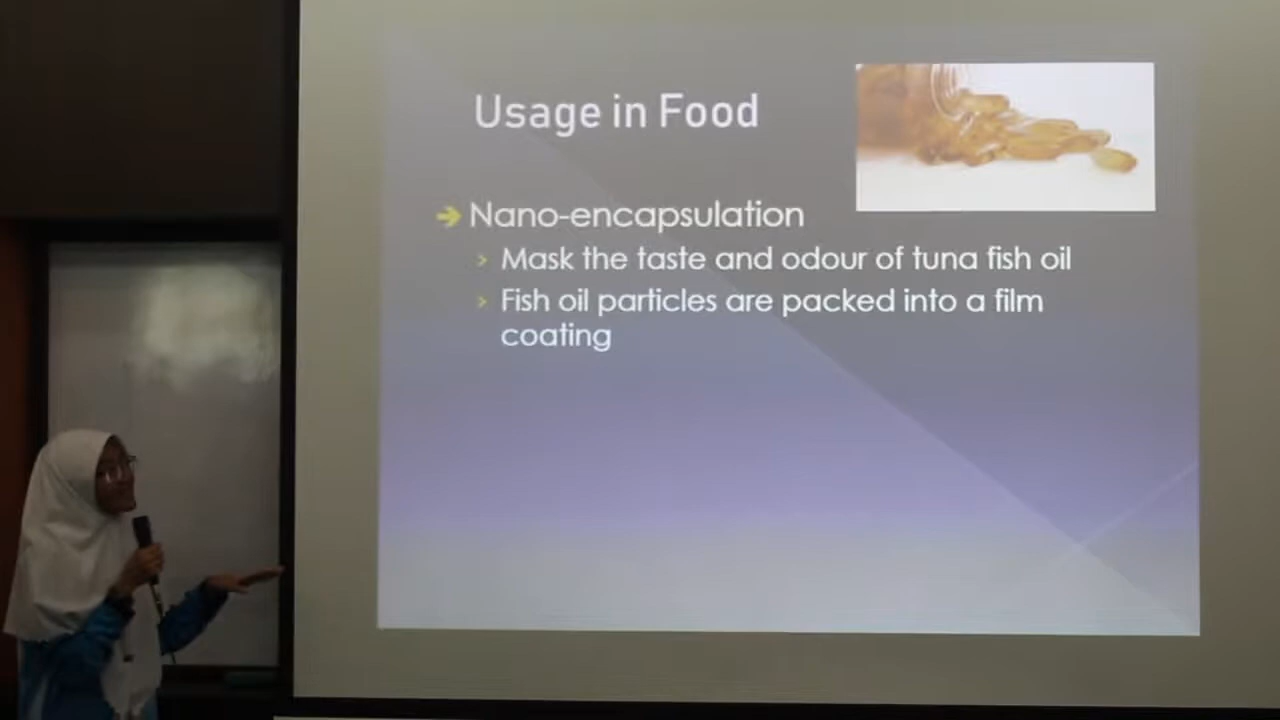 Usage in Food
Nano-encapsulation
Mask the taste and odour of tuna fish oil
Fish oil particles are packed into a film
coating